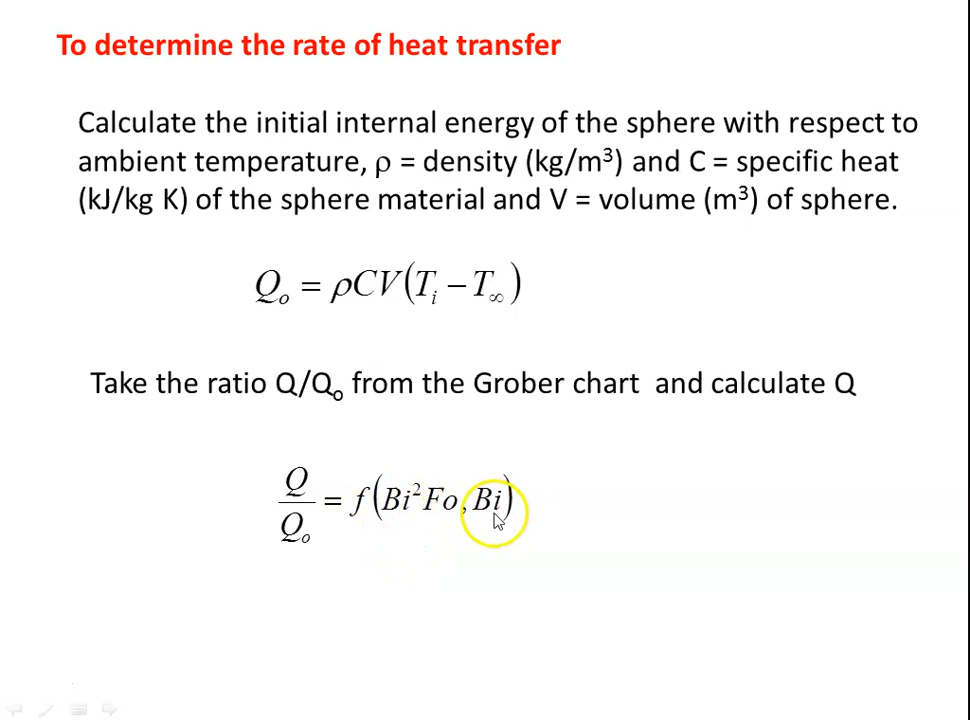 To determine the rate of heat transfer
Calculate the initial internal energy of the sphere with respect to
ambient temperature, ρ = density (kg/m³) and C = specific heat
(kJ/kg K) of the sphere material and V = volume (m³) of sphere.
Qₒ = ρCV(Tᵢ − T∞)
Take the ratio Q/Qₒ from the Grober chart and calculate Q
Q/Qₒ = f(Bi²Fo, Bi)